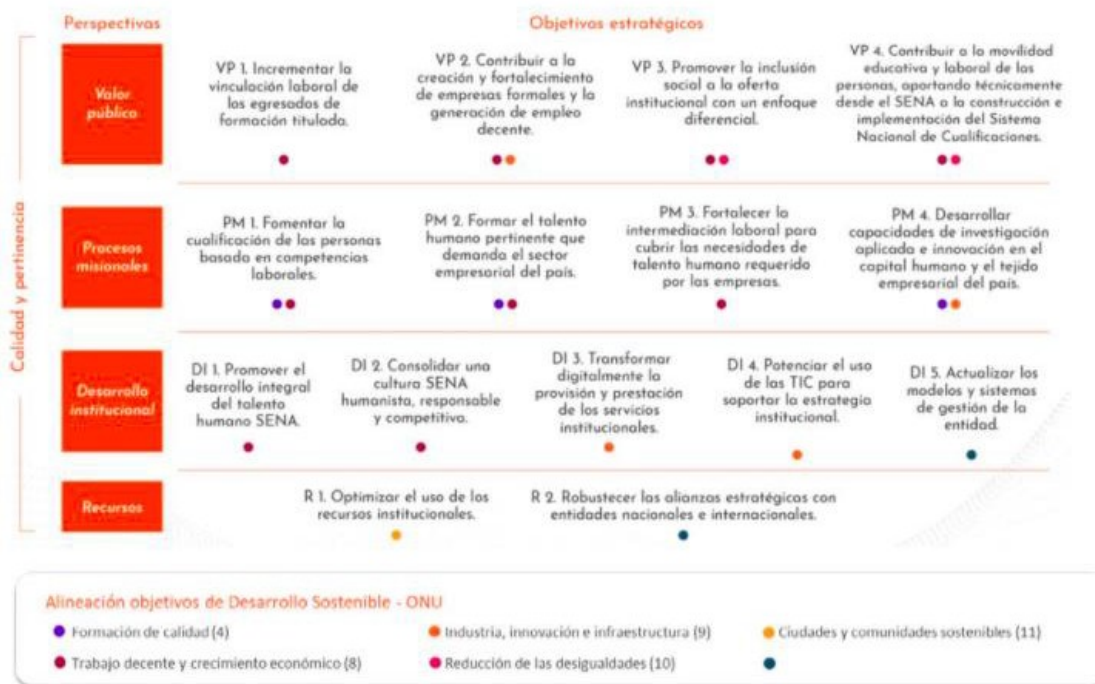 Perspectivas
Objetivos estratégicos
Calidad y pertinencia
Valor público
VP 1. Incrementar la
vinculación laboral de
los egresados de
formación titulada.
VP 2. Contribuir a la
creación y fortalecimiento
de empresas formales y la
generación de empleo
decente.
VP 3. Promover la inclusión
social a la oferta
institucional con un enfoque
diferencial.
VP 4. Contribuir a la movilidad
educativa y laboral de las
personas, aportando técnicamente
desde el SENA a la construcción e
implementación del Sistema
Nacional de Cualificaciones.
Procesos
misionales
PM 1. Fomentar la
cualificación de las personas
basada en competencias
laborales.
PM 2. Formar el talento
humano pertinente que
demanda el sector
empresarial del país.
PM 3. Fortalecer la
intermediación laboral para
cubrir las necesidades de
talento humano requerido
por las empresas.
PM 4. Desarrollar
capacidades de investigación
aplicada e innovación en el
capital humano y el tejido
empresarial del país.
Desarrollo
institucional
DI 1. Promover el
desarrollo integral
del talento
humano SENA.
DI 2. Consolidar una
cultura SENA
humanista, responsable
y competitiva.
DI 3. Transformar
digitalmente la
provisión y prestación
de los servicios
institucionales.
DI 4. Potenciar el uso
de las TIC para
soportar la estrategia
institucional.
DI 5. Actualizar los
modelos y sistemas
de gestión de la
entidad.
Recursos
R 1. Optimizar el uso de los
recursos institucionales.
R 2. Robustecer las alianzas estratégicas con
entidades nacionales e internacionales.
Alineación objetivos de Desarrollo Sostenible - ONU
Formación de calidad (4)
Industria, innovación e infraestructura (9)
Ciudades y comunidades sostenibles (11)
Trabajo decente y crecimiento económico (8)
Reducción de las desigualdades (10)